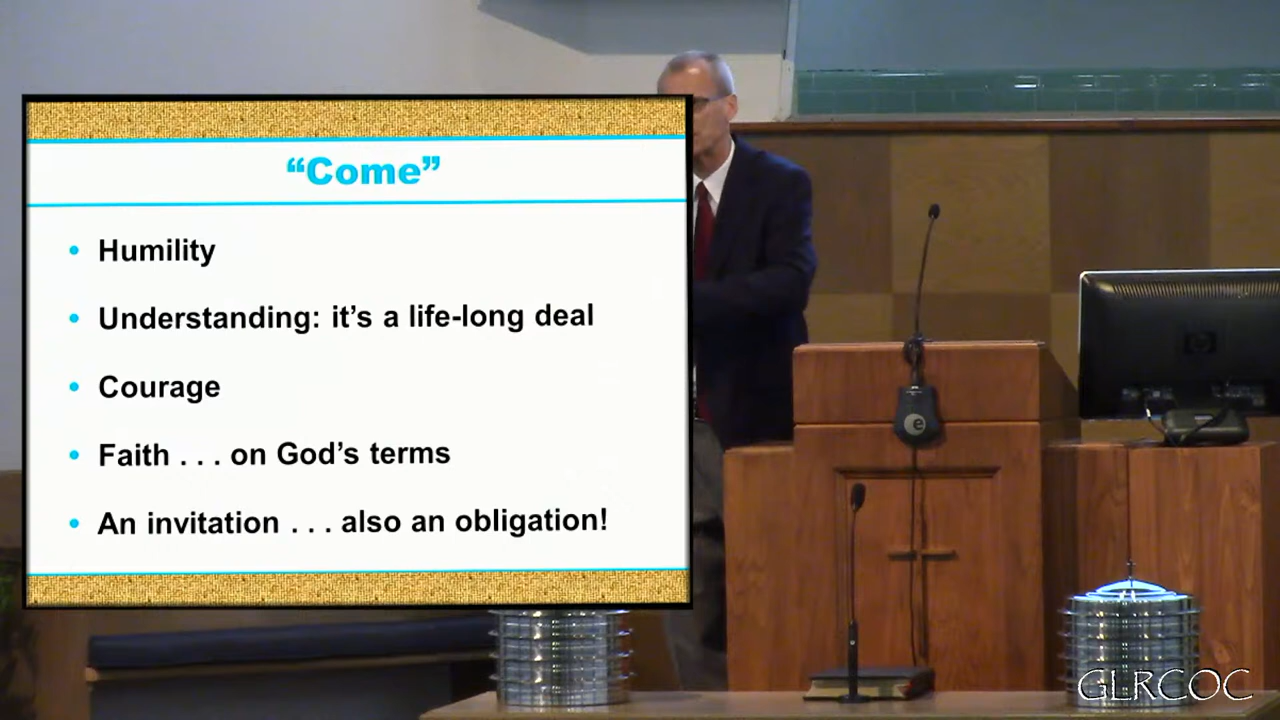 “Come”
• Humility
• Understanding: it’s a life-long deal
• Courage
• Faith . . . on God’s terms
• An invitation . . . also an obligation!
e
GLRCOC